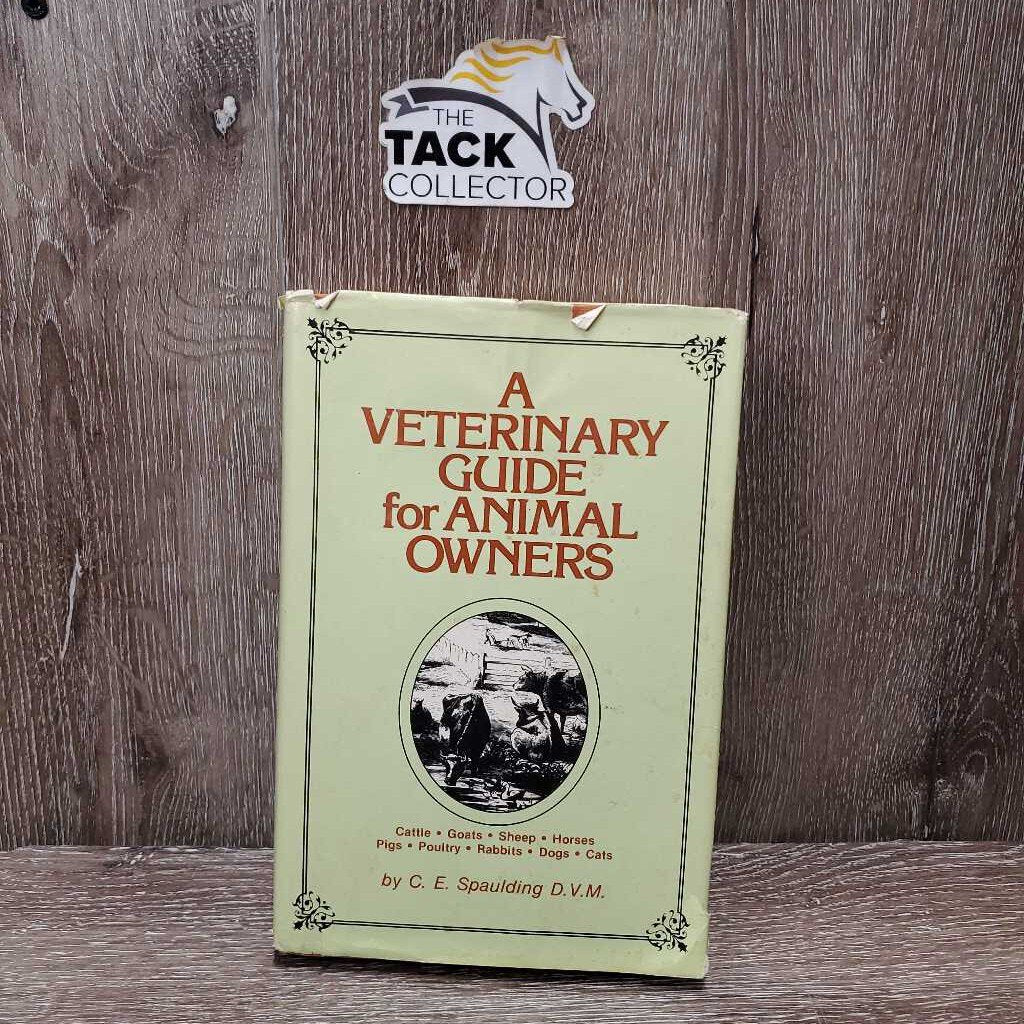 THE
TACK
COLLECTOR
A
VETERINARY
GUIDE
for ANIMAL
OWNERS
Cattle • Goats • Sheep • Horses
Pigs • Poultry • Rabbits • Dogs • Cats
by C. E. Spaulding D.V.M.